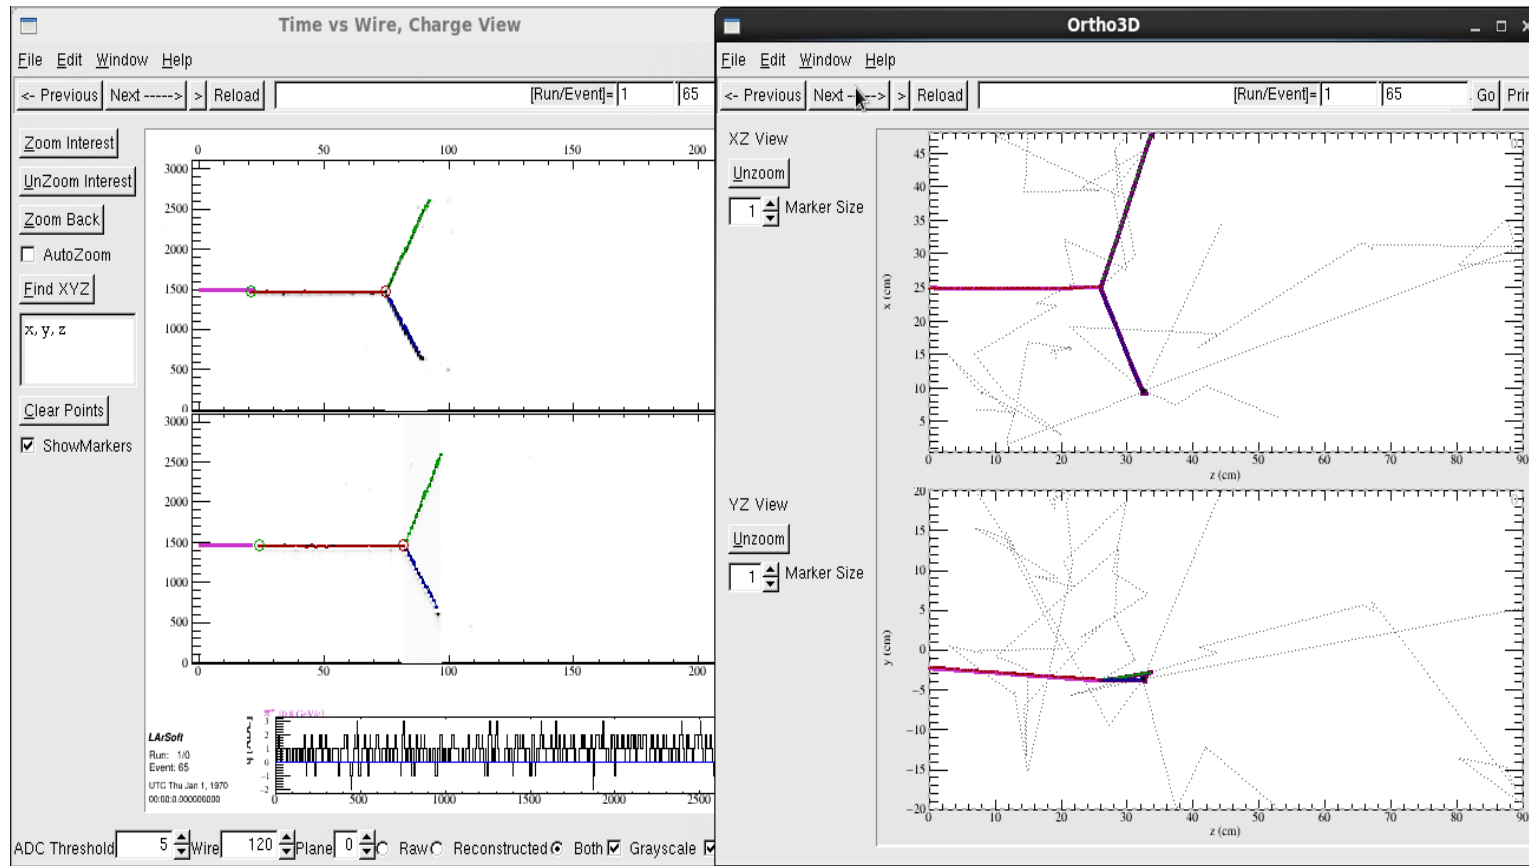 Time vs Wire, Charge View
File Edit Window Help
<- Previous Next -----> > Reload [Run/Event]= 1 65
Zoom Interest
UnZoom Interest
Zoom Back
AutoZoom
Find XYZ
x, y, z
Clear Points
ShowMarkers
0 50 100 150 200
3000
2500
2000
1500
1000
500
0
3000
2500
2000
1500
1000
500
0
0 50 100 150 200
LArSoft
Run: 1/0
Event: 65
UTC Thu Jan 1, 1970
00:00:0.000000000
3
2
1
0
-1
-2
0 500 1000 1500 2000 2500
ADC Threshold 5 Wire 120 Plane 0 Raw Reconstructed Both Grayscale
Ortho3D
File Edit Window Help
<- Previous Next -----> > Reload [Run/Event]= 1 65 Go Prin
XZ View
Unzoom
1 Marker Size
x (cm)
45
40
35
30
25
20
15
10
5
0 10 20 30 40 50 60 70 80 90
z (cm)
YZ View
Unzoom
1 Marker Size
y (cm)
20
15
10
5
0
−5
−10
−15
−20
0 10 20 30 40 50 60 70 80 90
z (cm)